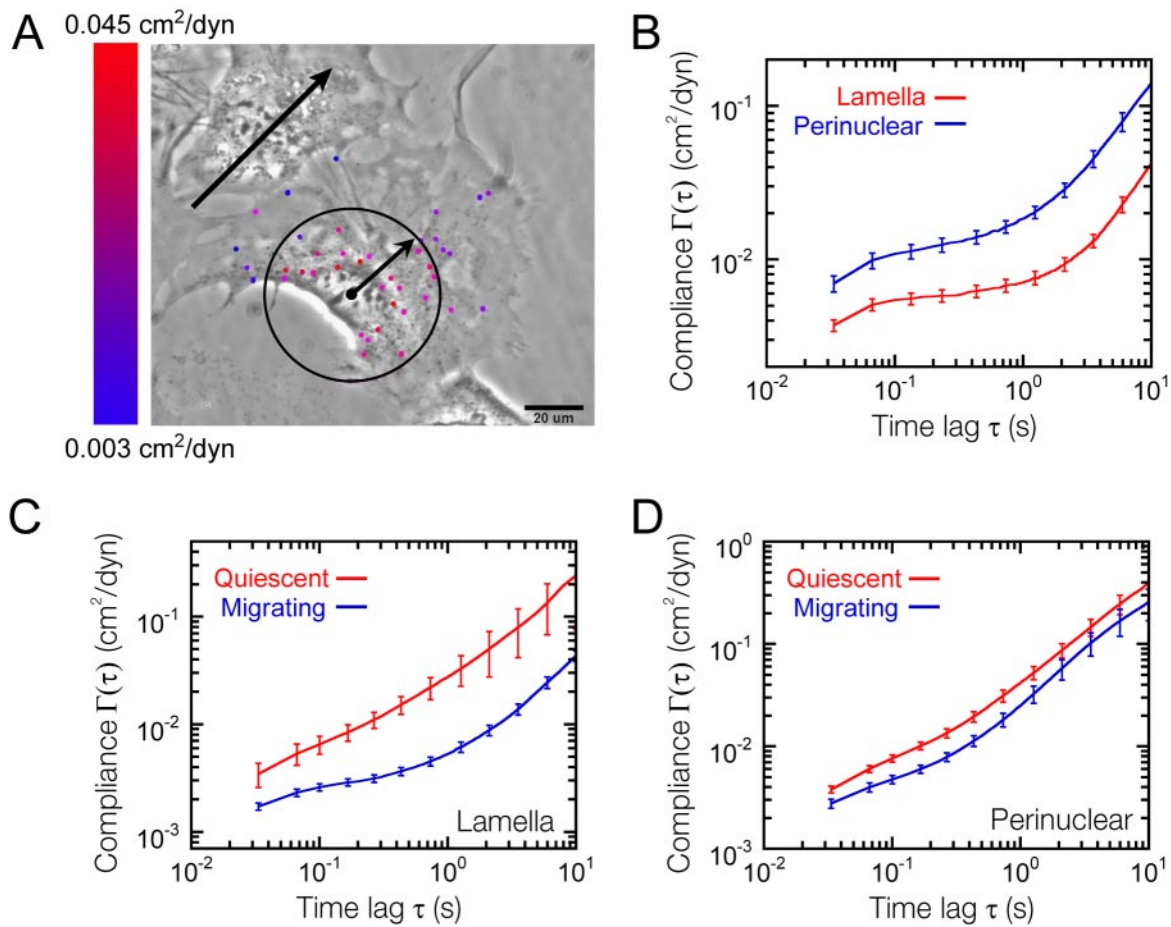 A
0.045 cm²/dyn
0.003 cm²/dyn
20 um
B
Lamella
Perinuclear
Compliance Γ(τ) (cm²/dyn)
10⁻¹
10⁻²
10⁻² 10⁻¹ 10⁰ 10¹
Time lag τ (s)
C
Quiescent
Migrating
Compliance Γ(τ) (cm²/dyn)
10⁻¹
10⁻²
10⁻³
Lamella
10⁻² 10⁻¹ 10⁰ 10¹
Time lag τ (s)
D
Quiescent
Migrating
Compliance Γ(τ) (cm²/dyn)
10⁰
10⁻¹
10⁻²
10⁻³
Perinuclear
10⁻² 10⁻¹ 10⁰ 10¹
Time lag τ (s)